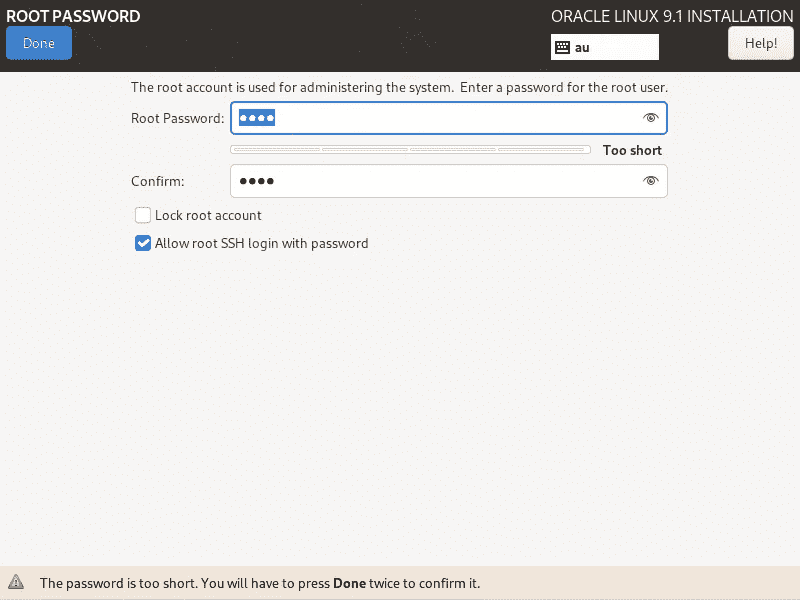 ROOT PASSWORD
ORACLE LINUX 9.1 INSTALLATION
Done
au
Help!
The root account is used for administering the system. Enter a password for the root user.
Root Password: ●●●●
Too short
Confirm: ●●●●
Lock root account
Allow root SSH login with password
The password is too short. You will have to press Done twice to confirm it.